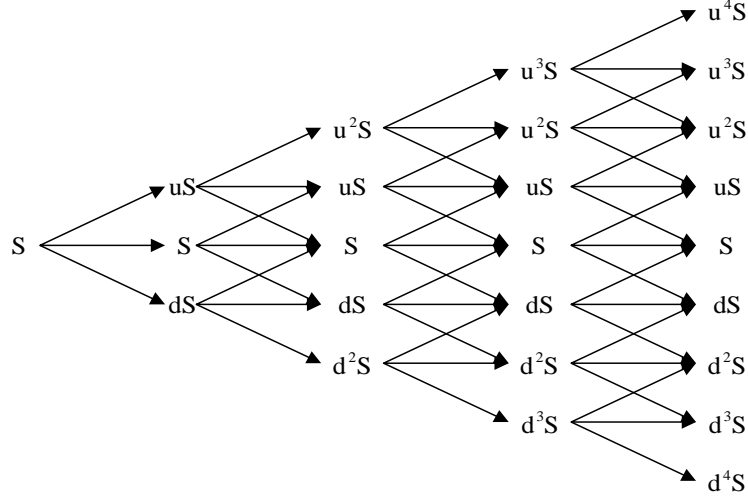 u⁴S
u³S u³S
u²S u²S u²S
uS uS uS uS
S S S S S
dS dS dS dS
d²S d²S d²S
d³S d³S
d⁴S